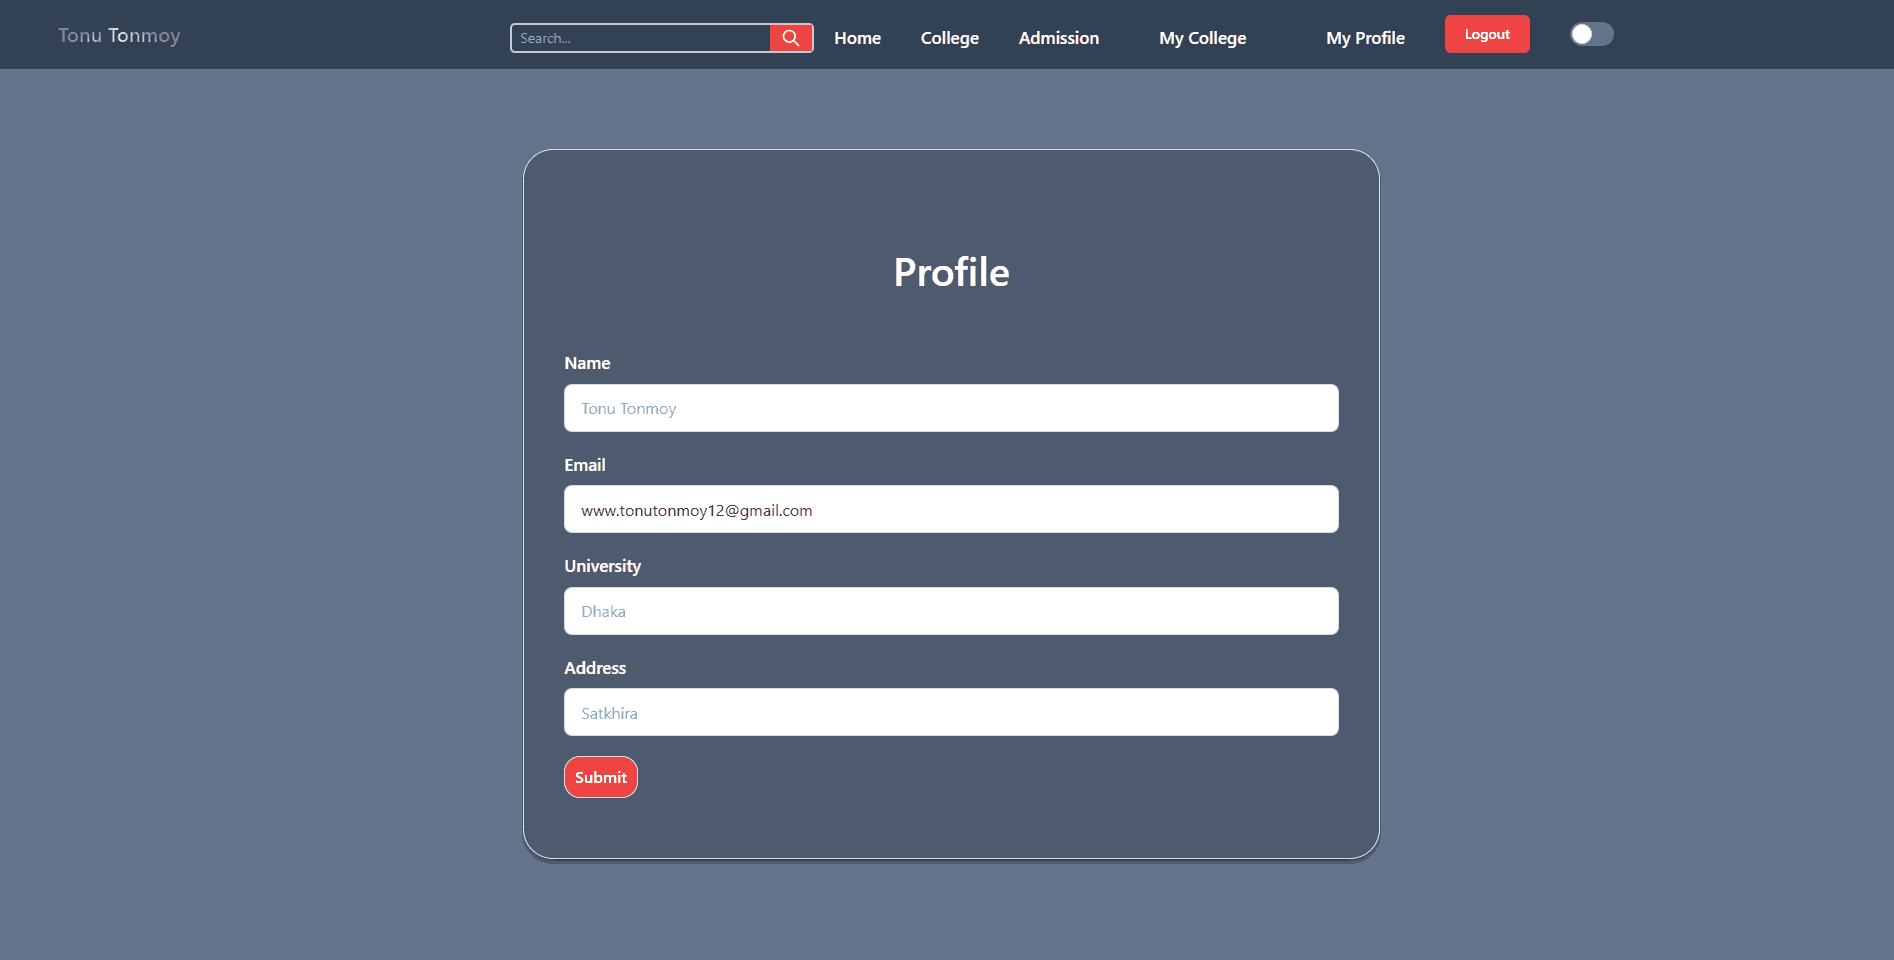 Tonu Tonmoy
Search...
Home
College
Admission
My College
My Profile
Logout
Profile
Name
Tonu Tonmoy
Email
www.tonutonmoy12@gmail.com
University
Dhaka
Address
Satkhira
Submit